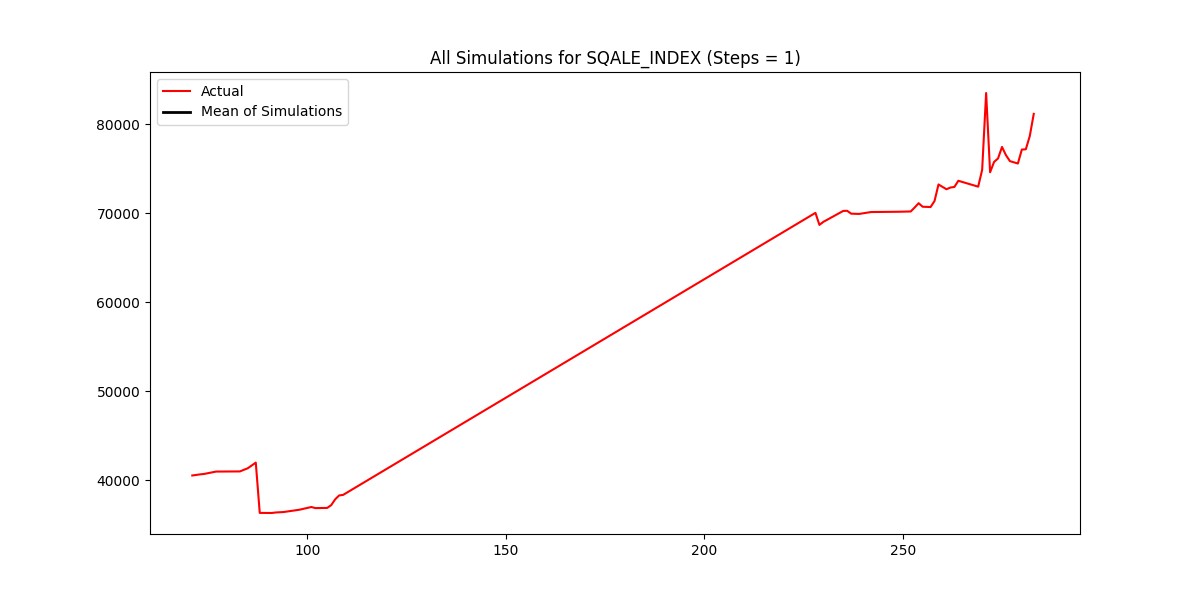 All Simulations for SQALE_INDEX (Steps = 1)
Actual
Mean of Simulations
80000
70000
60000
50000
40000
100 150 200 250